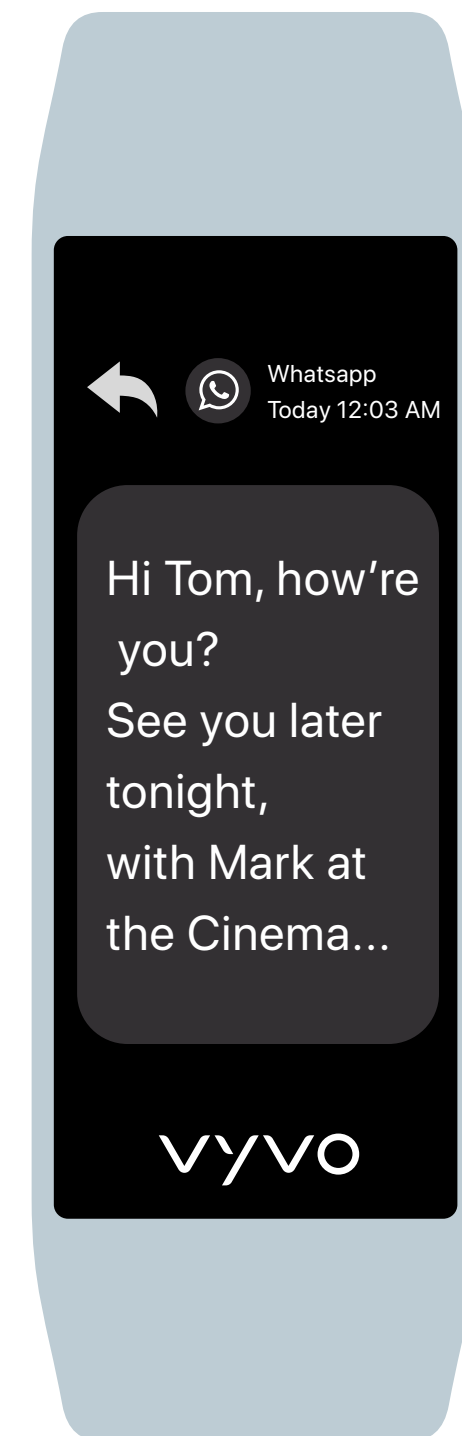 Whatsapp
Today 12:03 AM
Hi Tom, how’re
you?
See you later
tonight,
with Mark at
the Cinema...
vyvo